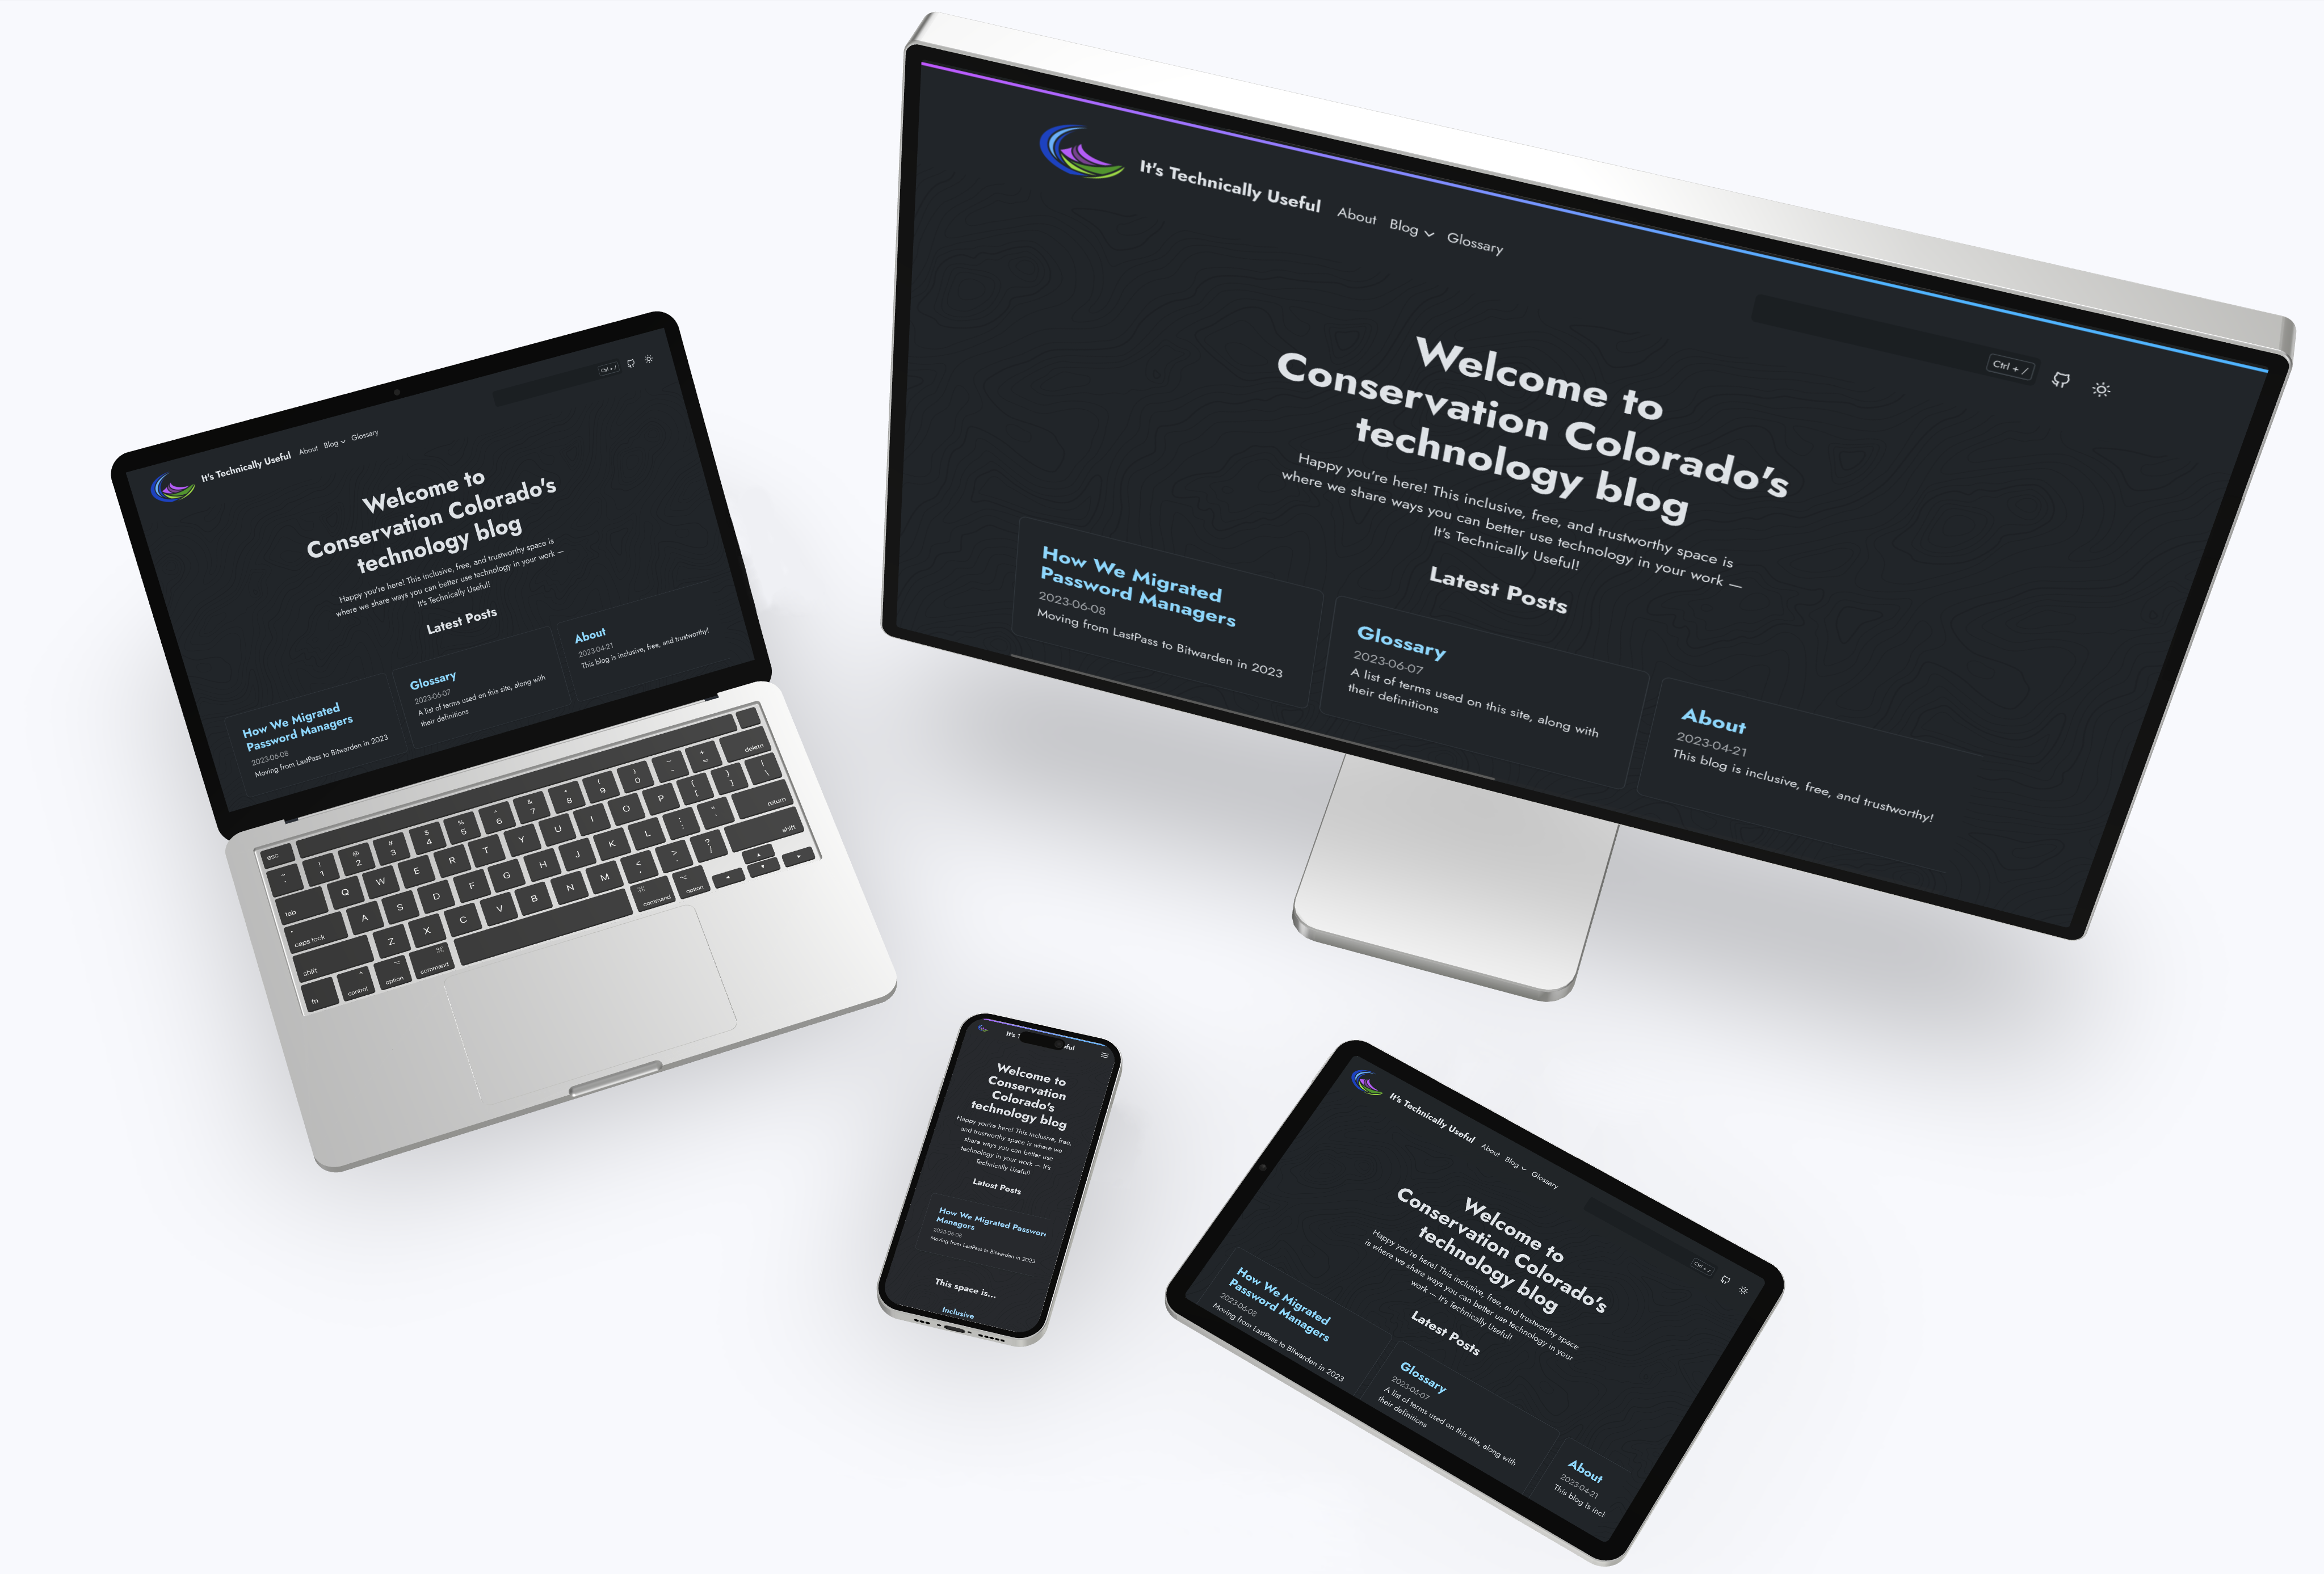 It's Technically Useful
About
Blog
Glossary
Ctrl + /
Welcome to
Conservation Colorado's
technology blog
Happy you're here! This inclusive, free, and trustworthy space is
where we share ways you can better use technology in your work —
It's Technically Useful!
Latest Posts
How We Migrated
Password Managers
2023-06-08
Moving from LastPass to Bitwarden in 2023
Glossary
2023-06-07
A list of terms used on this site, along with
their definitions
About
2023-04-21
This blog is inclusive, free, and trustworthy!
It's Technically Useful
About
Blog
Glossary
Ctrl + /
Welcome to
Conservation Colorado's
technology blog
Happy you're here! This inclusive, free, and trustworthy space is
where we share ways you can better use technology in your work —
It's Technically Useful!
Latest Posts
How We Migrated
Password Managers
2023-06-08
Moving from LastPass to Bitwarden in 2023
Glossary
2023-06-07
A list of terms used on this site, along with
their definitions
About
2023-04-21
This blog is inclusive, free, and trustworthy!
esc
~ ! @ # $ % ^ & * ( ) _ +
1 2 3 4 5 6 7 8 9 0 - = delete
tab Q W E R T Y U I O P { [ } ] | \
caps lock A S D F G H J K L : ; " ' return
shift Z X C V B N M < , > . ? / shift
fn control option command command option
It's T ful
Welcome to
Conservation
Colorado's
technology blog
Happy you're here! This inclusive, free,
and trustworthy space is where we
share ways you can better use
technology in your work — It's
Technically Useful!
Latest Posts
How We Migrated Passwor
Managers
2023-06-08
Moving from LastPass to Bitwarden in 2023
This space is...
Inclusive
It's Technically Useful
About
Blog
Glossary
Ctrl + /
Welcome to
Conservation Colorado's
technology blog
Happy you're here! This inclusive, free, and trustworthy space
is where we share ways you can better use technology in your
work — It's Technically Useful!
Latest Posts
How We Migrated
Password Managers
2023-06-08
Moving from LastPass to Bitwarden in 2023
Glossary
2023-06-07
A list of terms used on this site, along with
their definitions
About
2023-04-21
This blog is incl